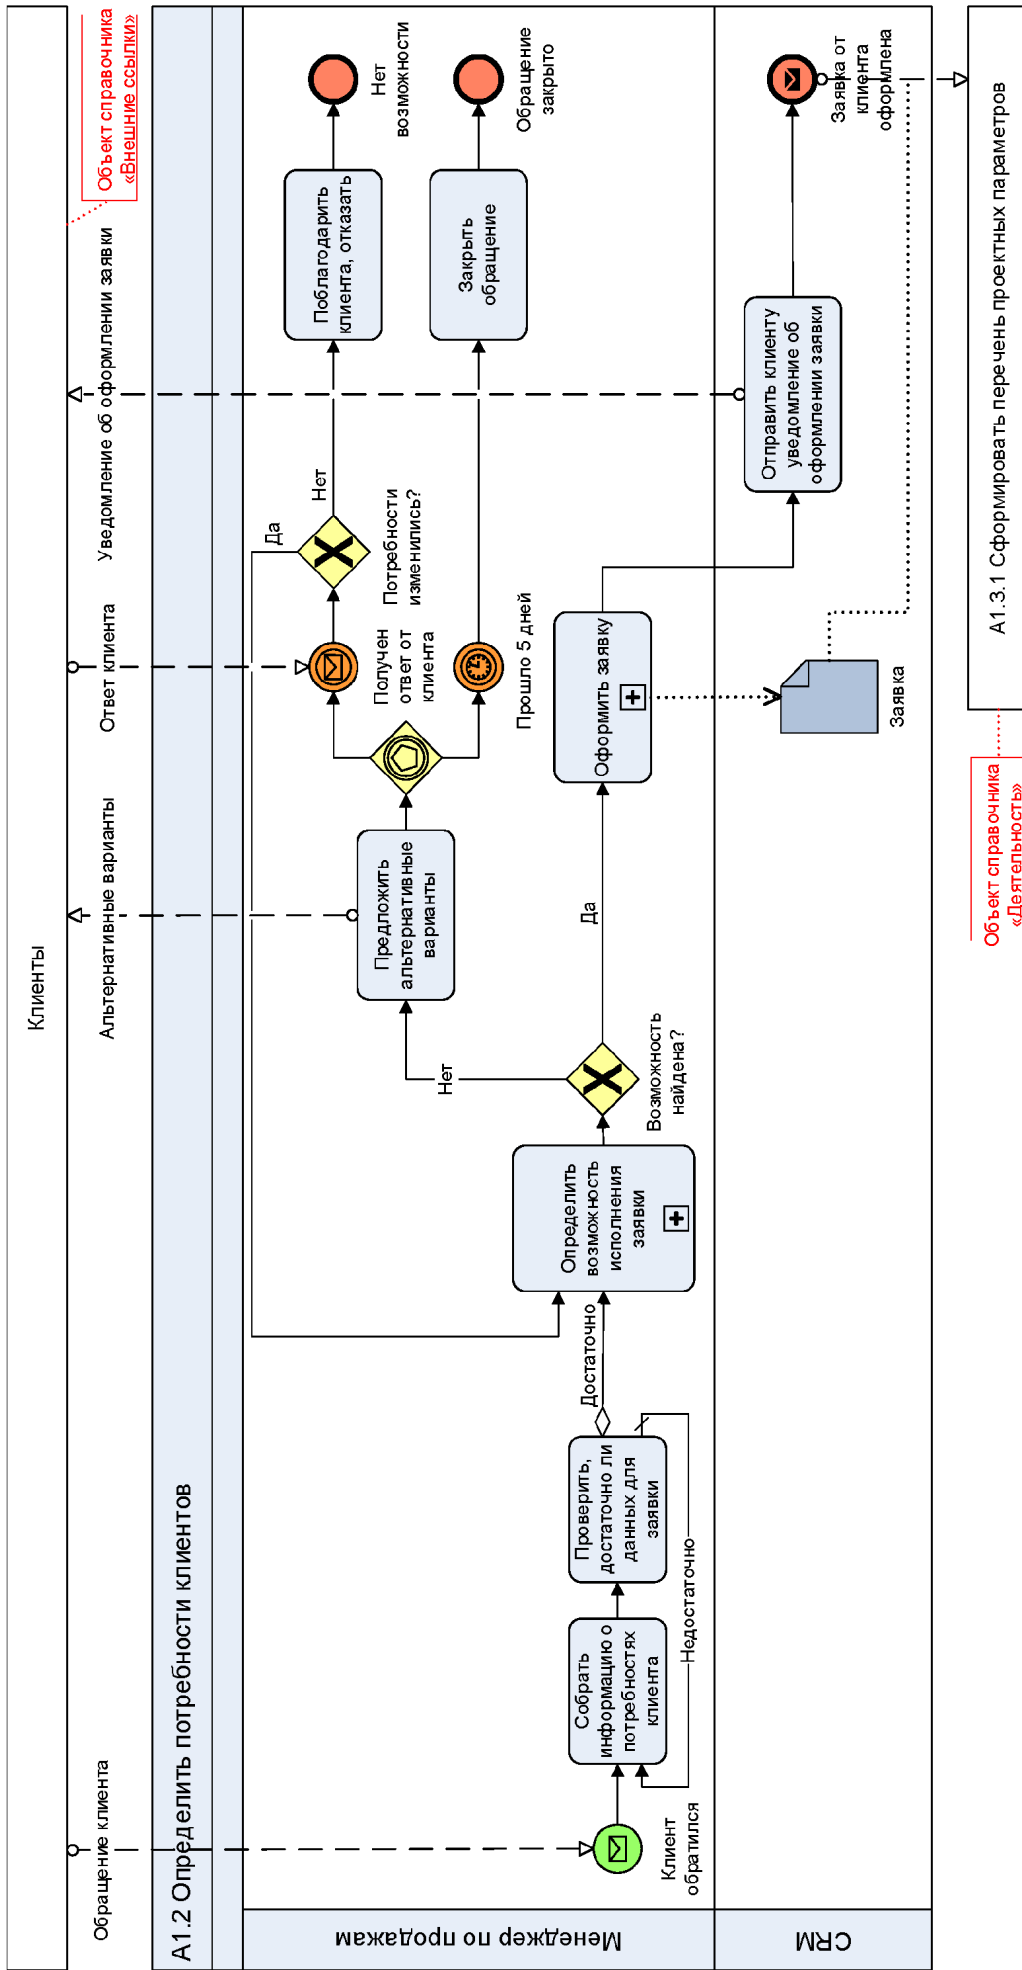 Клиенты
Объект справочника
«Внешние ссылки»
Обращение клиента
Альтернативные варианты
Ответ клиента
Уведомление об оформлении заявки
А1.2 Определить потребности клиентов
Менеджер по продажам
Клиент
обратился
Собрать
информацию о
потребностях
клиента
Проверить,
достаточно ли
данных для
заявки
Недостаточно
Достаточно
Определить
возможность
исполнения
заявки
Возможность
найдена?
Нет
Да
Предложить
альтернативные
варианты
Получен
ответ от
клиента
Прошло 5 дней
Потребности
изменились?
Да
Нет
Поблагодарить
клиента, отказать
Нет
возможности
Закрыть
обращение
Обращение
закрыто
Оформить заявку
CRM
Отправить клиенту
уведомление об
оформлении заявки
Заявка от
клиента
оформлена
Заявка
А1.3.1 Сформировать перечень проектных параметров
Объект справочника
«Деятельность»